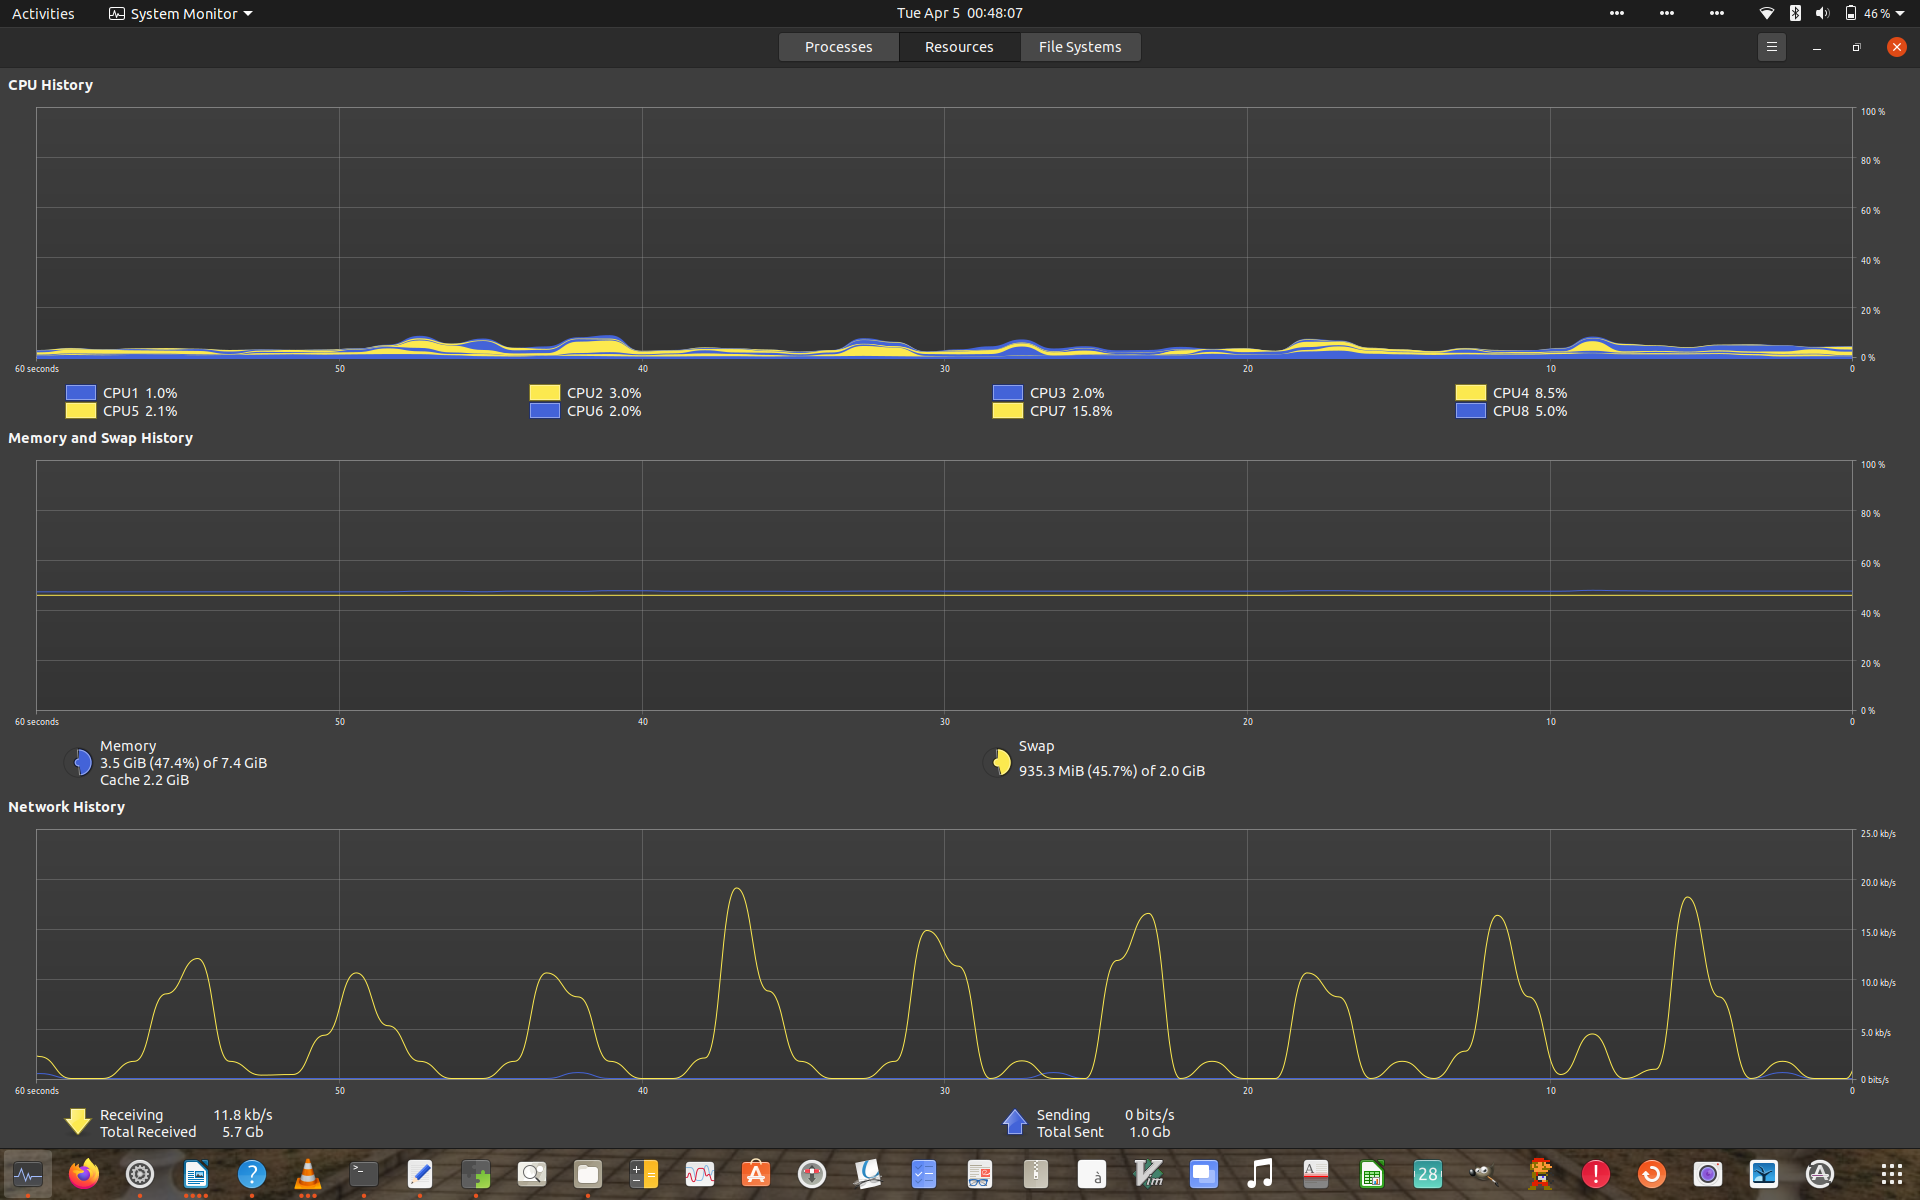 Activities System Monitor Tue Apr 5 00:48:07 46 %
Processes Resources File Systems
CPU History
100 %
80 %
60 %
40 %
20 %
0 %
60 seconds 50 40 30 20 10 0
CPU1 1.0% CPU2 3.0% CPU3 2.0% CPU4 8.5%
CPU5 2.1% CPU6 2.0% CPU7 15.8% CPU8 5.0%
Memory and Swap History
100 %
80 %
60 %
40 %
20 %
0 %
60 seconds 50 40 30 20 10 0
Memory Swap
3.5 GiB (47.4%) of 7.4 GiB 935.3 MiB (45.7%) of 2.0 GiB
Cache 2.2 GiB
Network History
25.0 kb/s
20.0 kb/s
15.0 kb/s
10.0 kb/s
5.0 kb/s
0 bits/s
60 seconds 50 40 30 20 10 0
Receiving 11.8 kb/s Sending 0 bits/s
Total Received 5.7 Gb Total Sent 1.0 Gb
>_ ? à Vim A 28 !